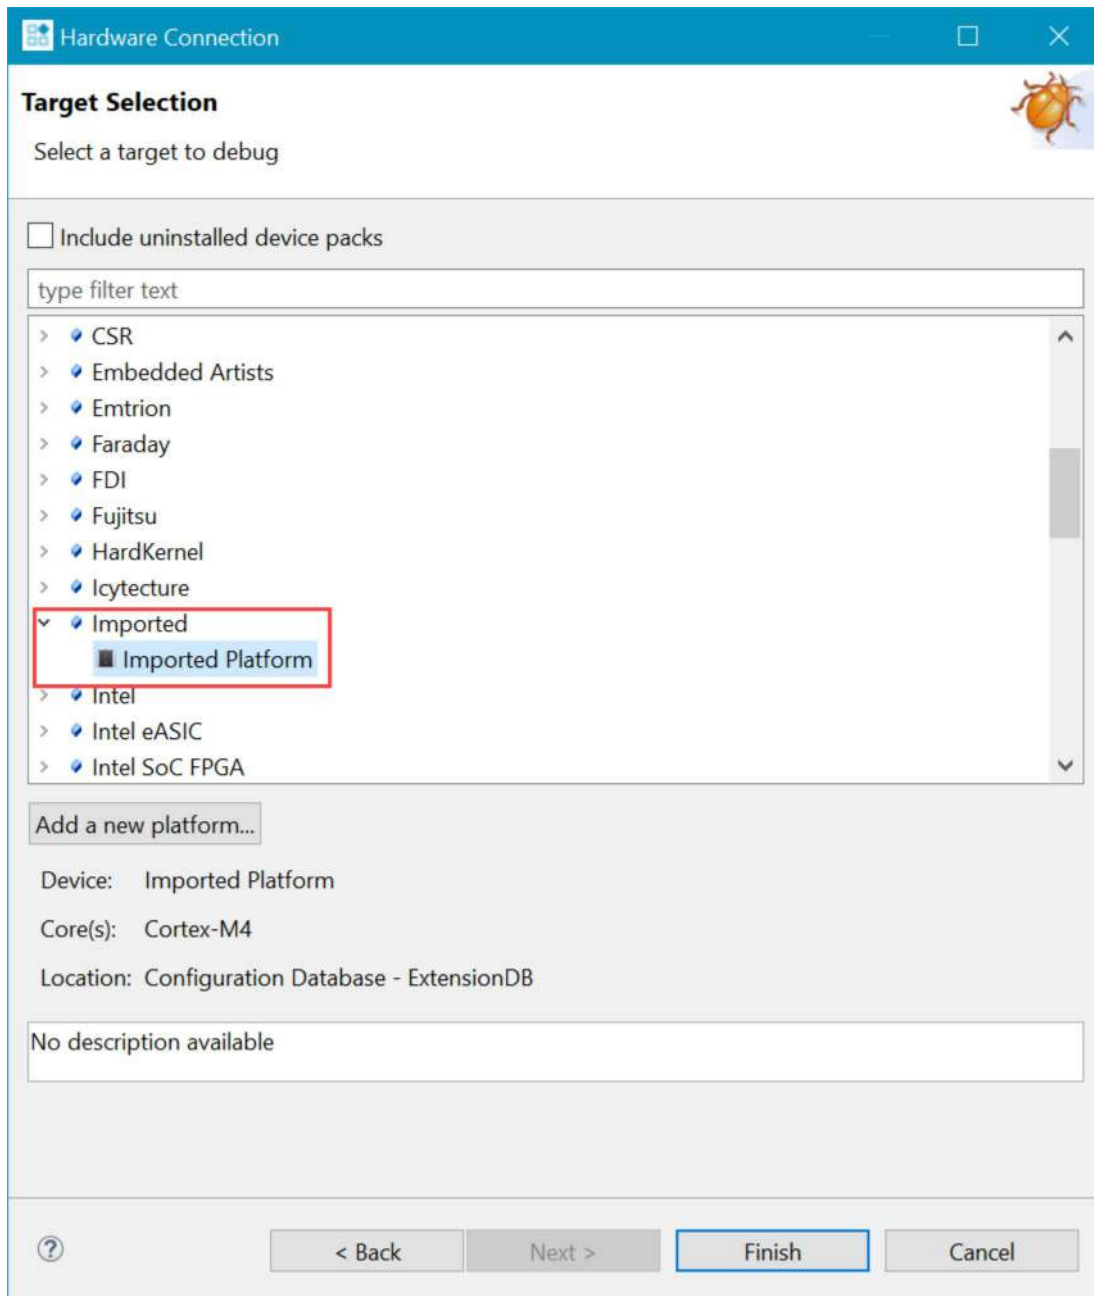 Hardware Connection
Target Selection
Select a target to debug
Include uninstalled device packs
type filter text
CSR
Embedded Artists
Emtrion
Faraday
FDI
Fujitsu
HardKernel
Icytecture
Imported
Imported Platform
Intel
Intel eASIC
Intel SoC FPGA
Add a new platform...
Device: Imported Platform
Core(s): Cortex-M4
Location: Configuration Database - ExtensionDB
No description available
? < Back Next > Finish Cancel